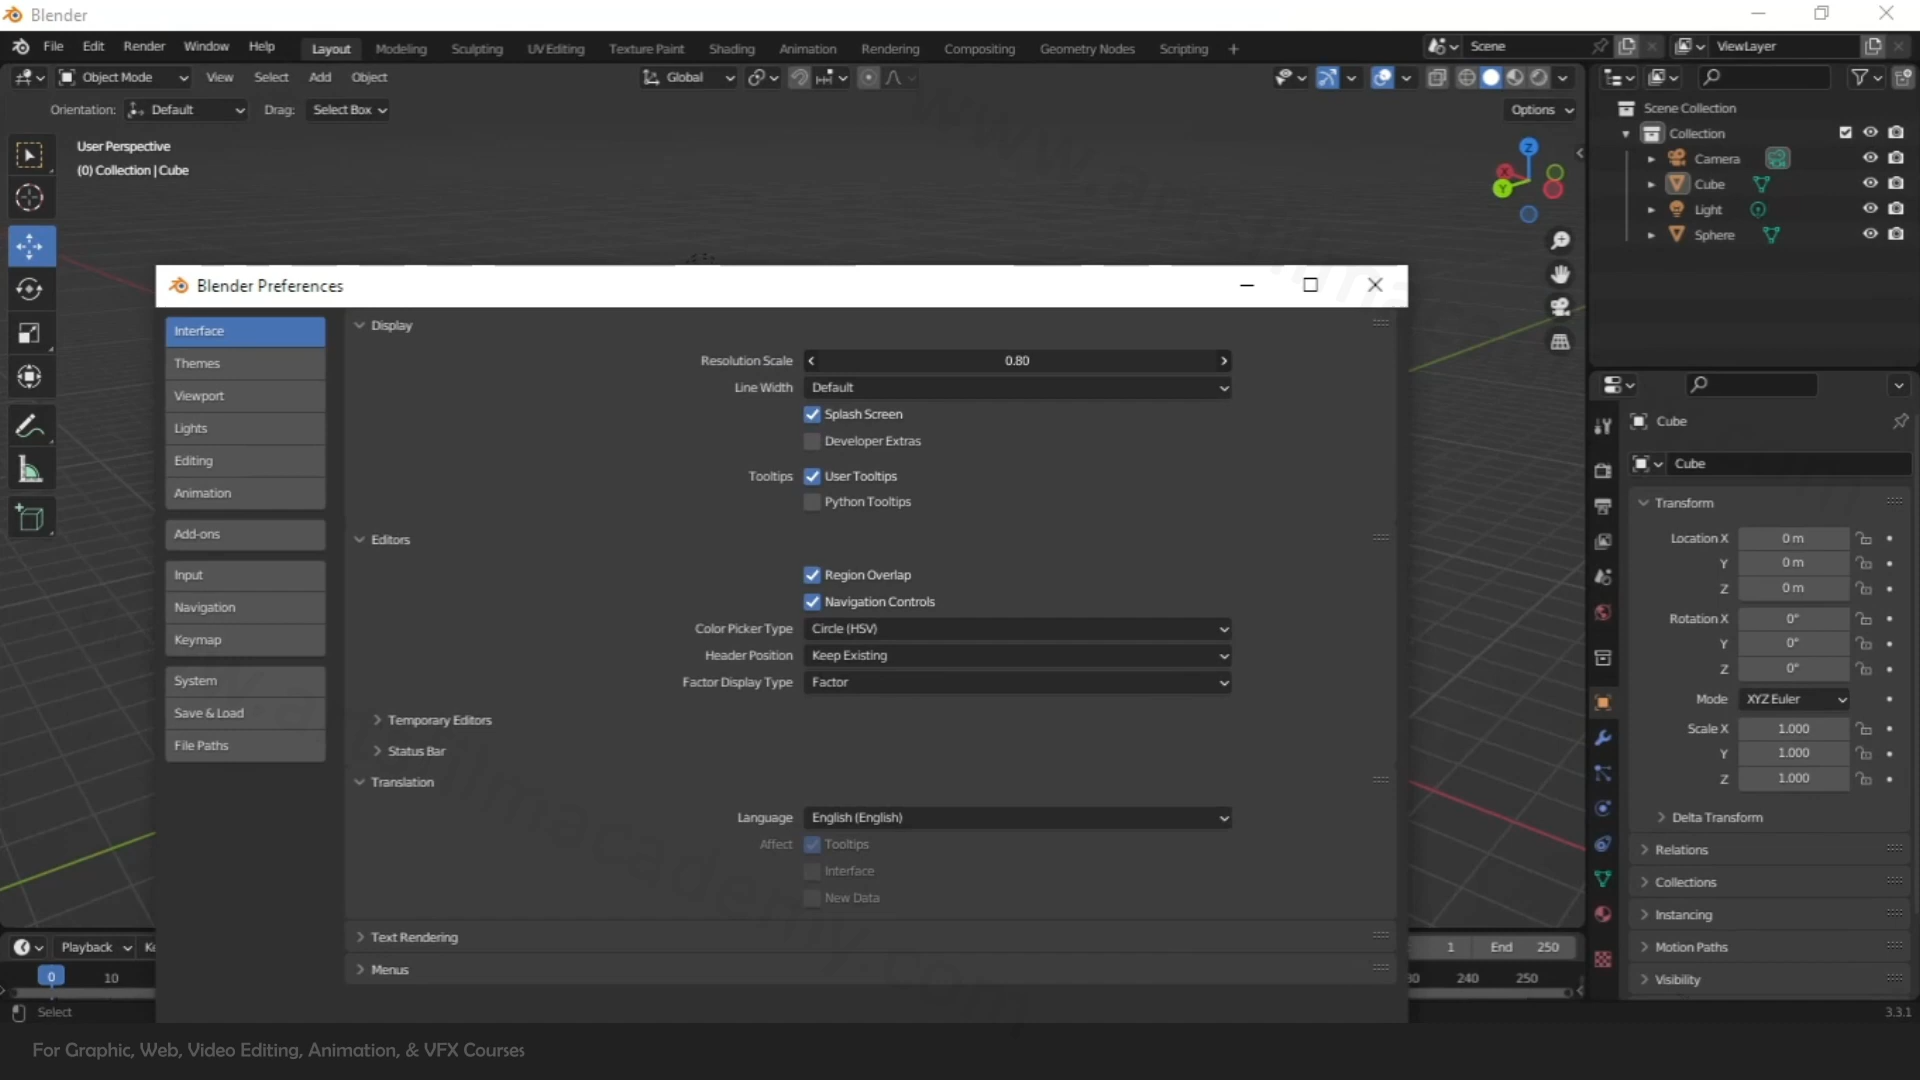 Blender
File Edit Render Window Help Layout Modeling Sculpting UV Editing Texture Paint Shading Animation Rendering Compositing Geometry Nodes Scripting + Scene ViewLayer
Object Mode View Select Add Object Global
Orientation: Default Drag: Select Box Options
User Perspective
(0) Collection | Cube
Z
X
Y
Scene Collection
Collection
Camera
Cube
Light
Sphere
Blender Preferences
Interface
Themes
Viewport
Lights
Editing
Animation
Add-ons
Input
Navigation
Keymap
System
Save & Load
File Paths
Display
Resolution Scale 0.80
Line Width Default
Splash Screen
Developer Extras
Tooltips User Tooltips
Python Tooltips
Editors
Region Overlap
Navigation Controls
Color Picker Type Circle (HSV)
Header Position Keep Existing
Factor Display Type Factor
Temporary Editors
Status Bar
Translation
Language English (English)
Affect Tooltips
Interface
New Data
Text Rendering
Menus
Cube
Cube
Transform
Location X 0 m
Y 0 m
Z 0 m
Rotation X 0°
Y 0°
Z 0°
Mode XYZ Euler
Scale X 1.000
Y 1.000
Z 1.000
Delta Transform
Relations
Collections
Instancing
Motion Paths
Visibility
Playback Ke 1 End 250
0 10 240 250
Select 3.3.1
For Graphic, Web, Video Editing, Animation, & VFX Courses